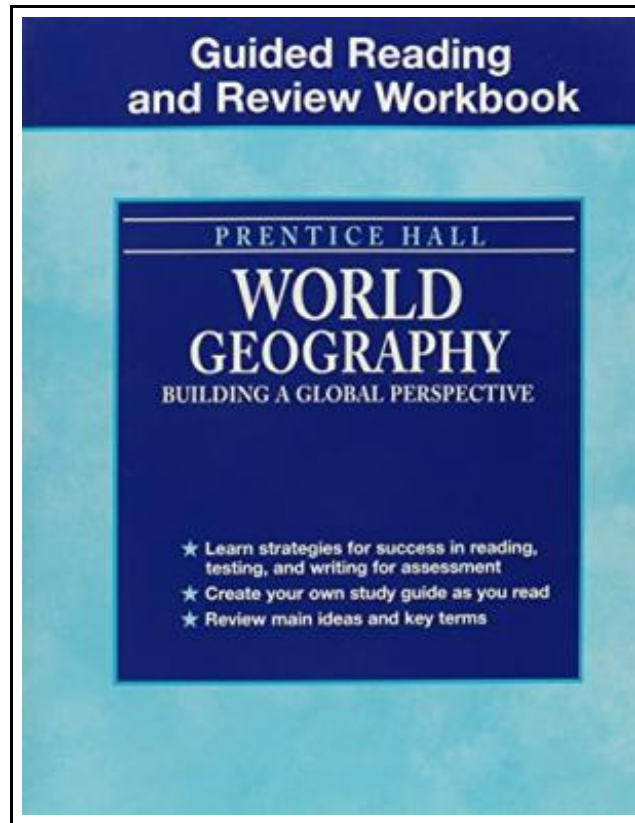 Guided Reading
and Review Workbook
PRENTICE HALL
WORLD
GEOGRAPHY
BUILDING A GLOBAL PERSPECTIVE
★ Learn strategies for success in reading,
testing, and writing for assessment
★ Create your own study guide as you read
★ Review main ideas and key terms